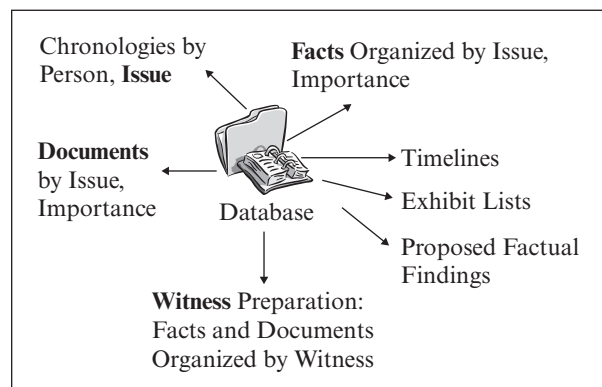 Chronologies by
Person, Issue
Facts Organized by Issue,
Importance
Documents
by Issue,
Importance
Timelines
Exhibit Lists
Database
Proposed Factual
Findings
Witness Preparation:
Facts and Documents
Organized by Witness